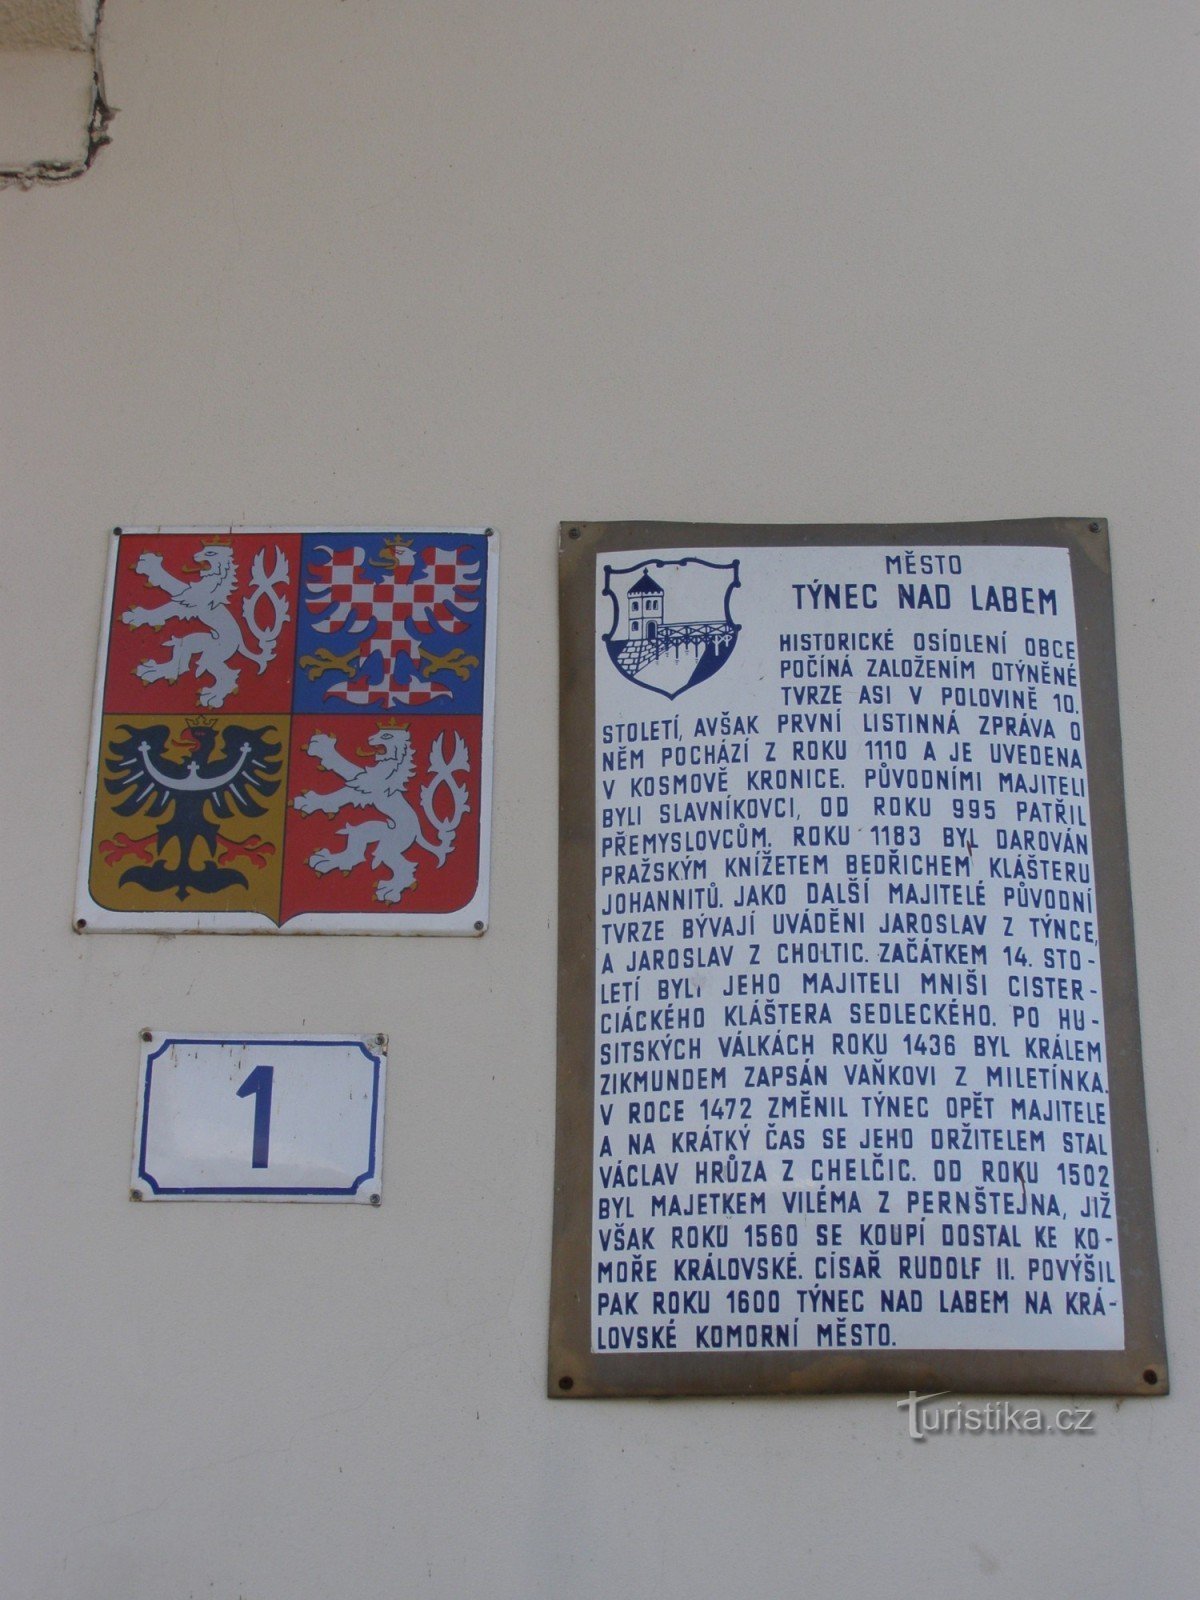 MĚSTO
TÝNEC NAD LABEM
HISTORICKÉ OSÍDLENÍ OBCE
POČÍNÁ ZALOŽENÍM OTÝNĚNÉ
TVRZE ASI V POLOVINĚ 10.
STOLETÍ, AVŠAK PRVNÍ LISTINNÁ ZPRÁVA O
NĚM POCHÁZÍ Z ROKU 1110 A JE UVEDENA
V KOSMOVĚ KRONICE. PŮVODNÍMI MAJITELI
BYLI SLAVNÍKOVCI, OD ROKU 995 PATŘIL
PŘEMYSLOVCŮM. ROKU 1183 BYL DAROVÁN
PRAŽSKÝM KNÍŽETEM BEDŘICHEM KLÁŠTERU
JOHANNITŮ. JAKO DALŠÍ MAJITELÉ PŮVODNÍ
TVRZE BÝVAJÍ UVÁDĚNI JAROSLAV Z TÝNCE,
A JAROSLAV Z CHOLTIC. ZAČÁTKEM 14. STO-
LETÍ BYLI JEHO MAJITELI MNIŠI CISTER-
CIÁCKÉHO KLÁŠTERA SEDLECKÉHO. PO HU-
SITSKÝCH VÁLKÁCH ROKU 1436 BYL KRÁLEM
ZIKMUNDEM ZAPSÁN VAŇKOVI Z MILETÍNKA.
V ROCE 1472 ZMĚNIL TÝNEC OPĚT MAJITELE
A NA KRÁTKÝ ČAS SE JEHO DRŽITELEM STAL
VÁCLAV HRŮZA Z CHELČIC. OD ROKU 1502
BYL MAJETKEM VILÉMA Z PERNŠTEJNA, JIŽ
VŠAK ROKU 1560 SE KOUPÍ DOSTAL KE KO-
MOŘE KRÁLOVSKÉ. CÍSAŘ RUDOLF II. POVÝŠIL
PAK ROKU 1600 TÝNEC NAD LABEM NA KRÁ-
LOVSKÉ KOMORNÍ MĚSTO.
1
Turistika.cz